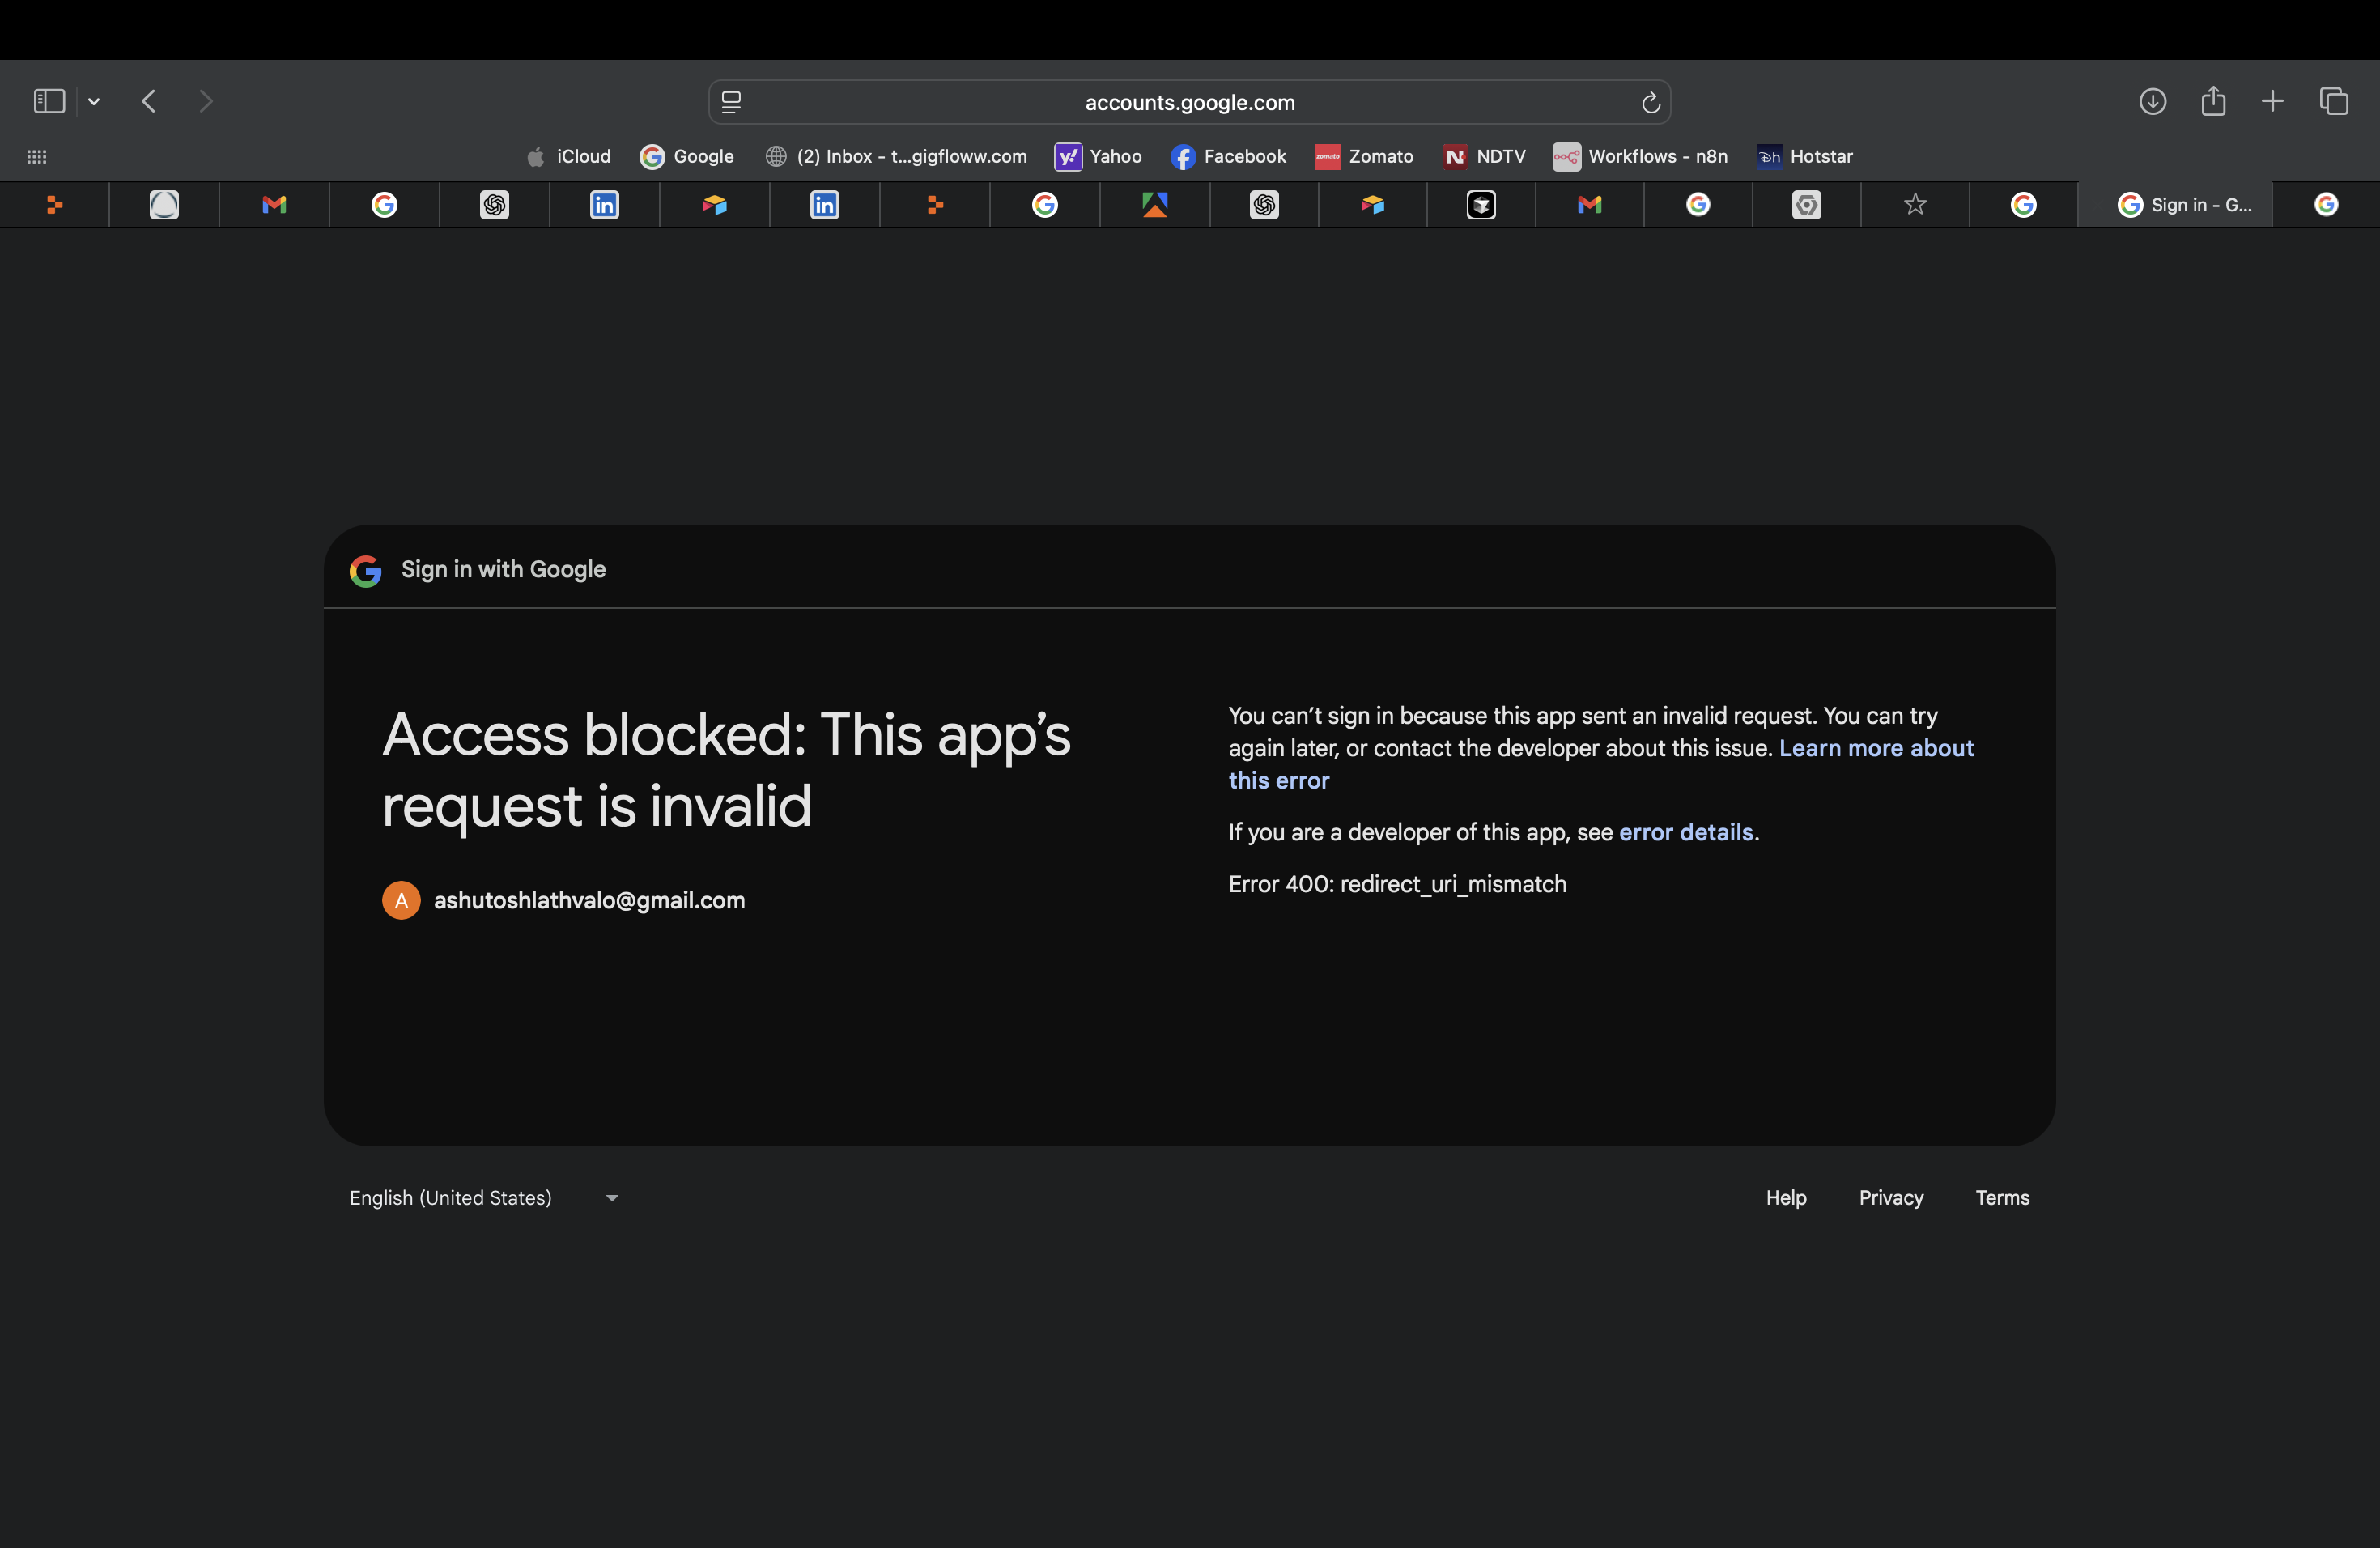 accounts.google.com
iCloud
Google
(2) Inbox - t...gigfloww.com
Yahoo
Facebook
zomato
Zomato
NDTV
Workflows - n8n
Hotstar
Sign in - G...
Sign in with Google
Access blocked: This app’s
request is invalid
A
ashutoshlathvalo@gmail.com
You can’t sign in because this app sent an invalid request. You can try
again later, or contact the developer about this issue. Learn more about
this error
If you are a developer of this app, see error details.
Error 400: redirect_uri_mismatch
English (United States)
Help
Privacy
Terms